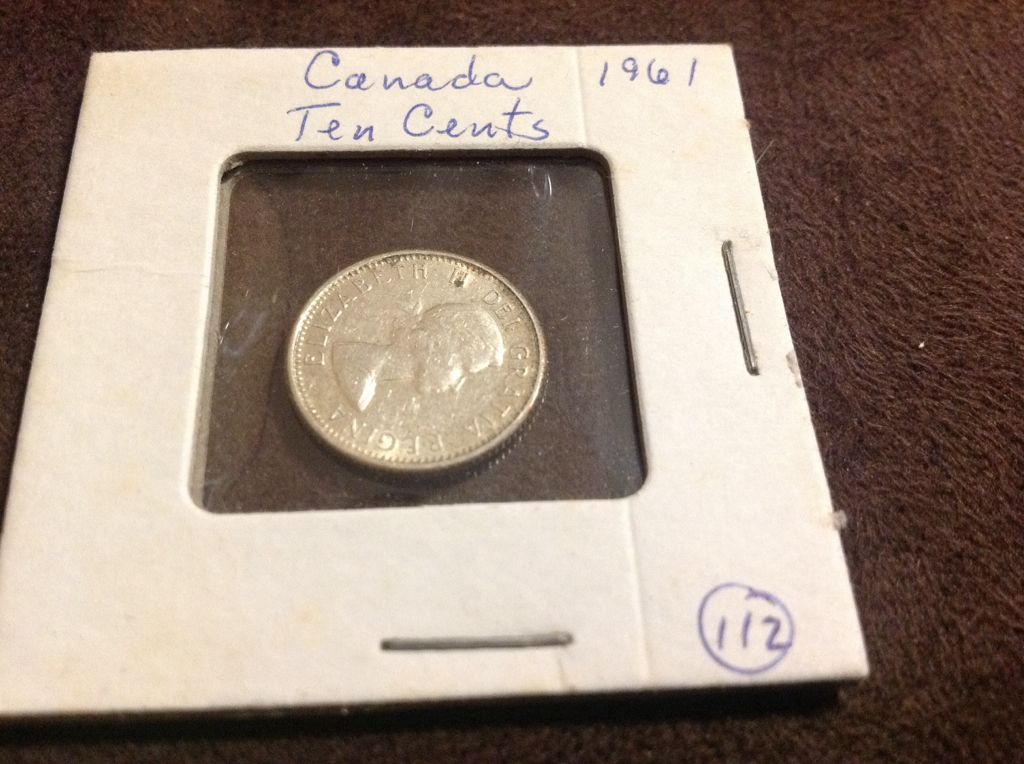 Canada 1961
Ten Cents
ELIZABETH II DEI GRATIA REGINA
112